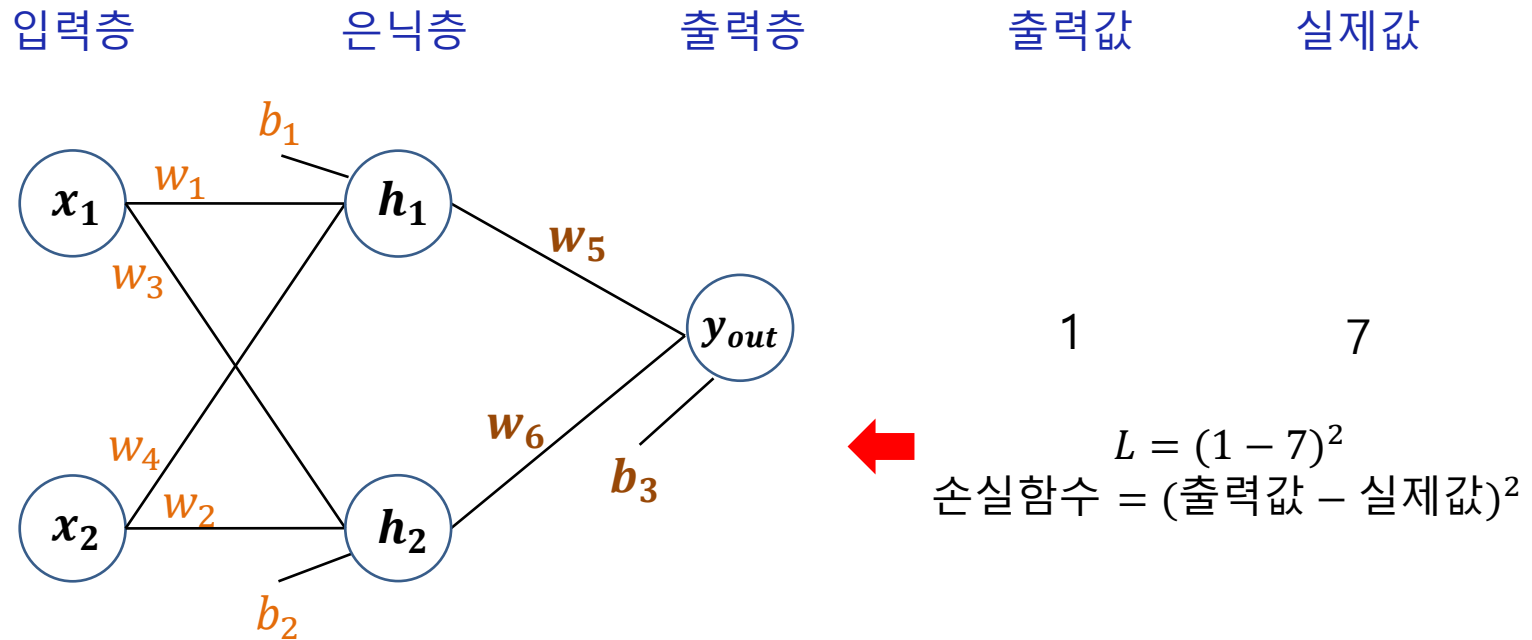 입력층 은닉층 출력층 출력값 실제값
b₁
x₁ w₁ h₁
w₃
w₅
y_out
1 7
w₄
w₆
b₃
L = (1 − 7)²
손실함수 = (출력값 − 실제값)²
x₂ w₂ h₂
b₂